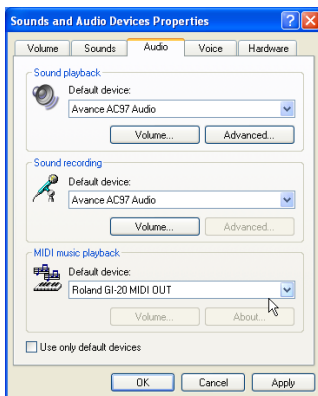 Sounds and Audio Devices Properties
Volume Sounds Audio Voice Hardware
Sound playback
Default device:
Avance AC97 Audio
Volume... Advanced...
Sound recording
Default device:
Avance AC97 Audio
Volume... Advanced...
MIDI music playback
Default device:
Roland GI-20 MIDI OUT
Volume... About...
Use only default devices
OK Cancel Apply